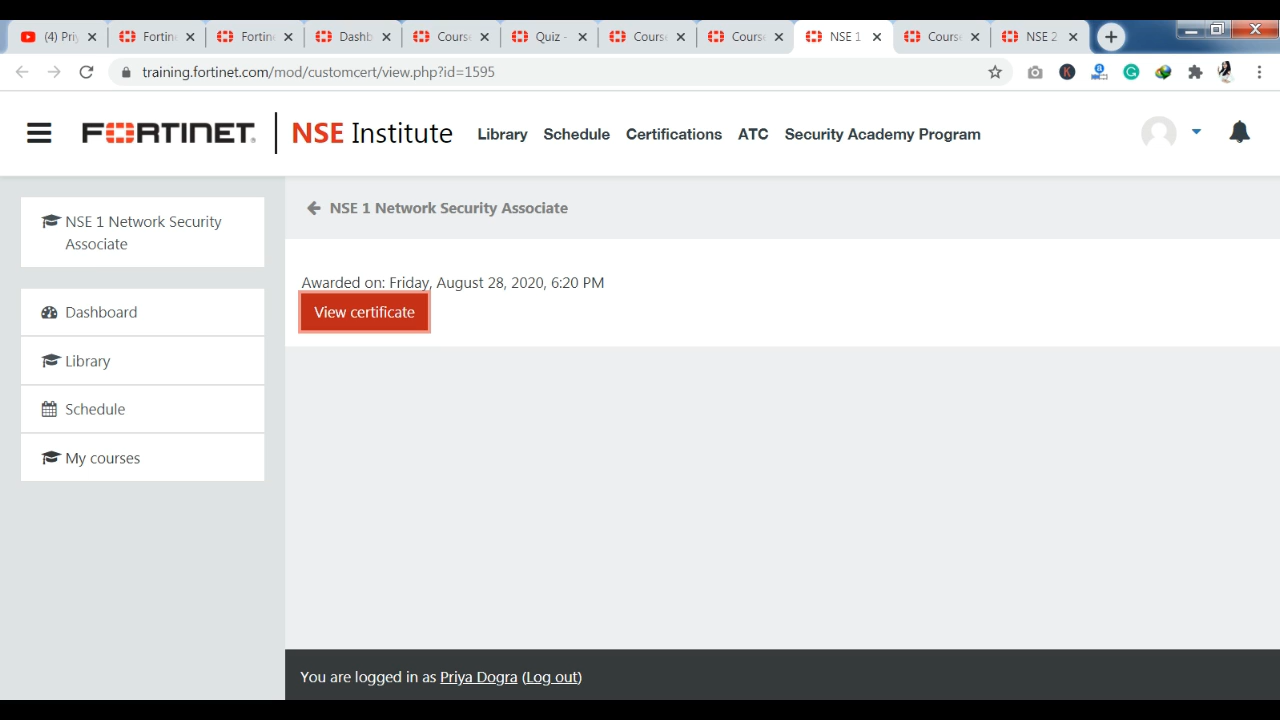 (4) Pri
Fortin
Fortin
Dashb
Cours
Quiz -
Cours
Cours
NSE 1
Cours
NSE 2
training.fortinet.com/mod/customcert/view.php?id=1595
FORTINET
NSE Institute
Library
Schedule
Certifications
ATC
Security Academy Program
NSE 1 Network Security
Associate
Dashboard
Library
Schedule
My courses
NSE 1 Network Security Associate
Awarded on: Friday, August 28, 2020, 6:20 PM
View certificate
You are logged in as Priya Dogra (Log out)